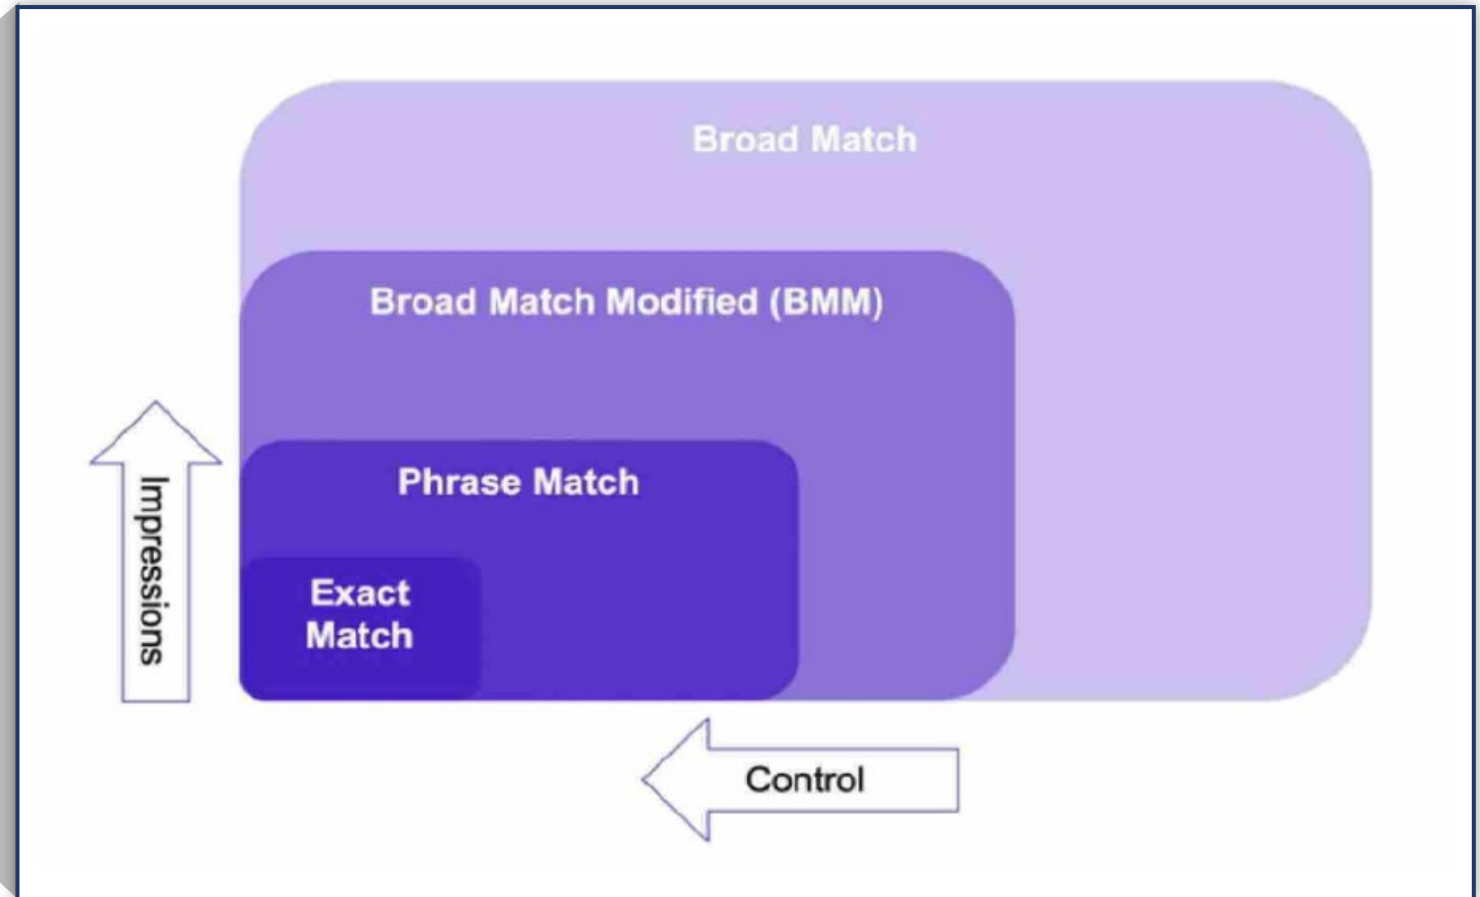 Broad Match
Broad Match Modified (BMM)
Phrase Match
Exact
Match
Impressions
Control